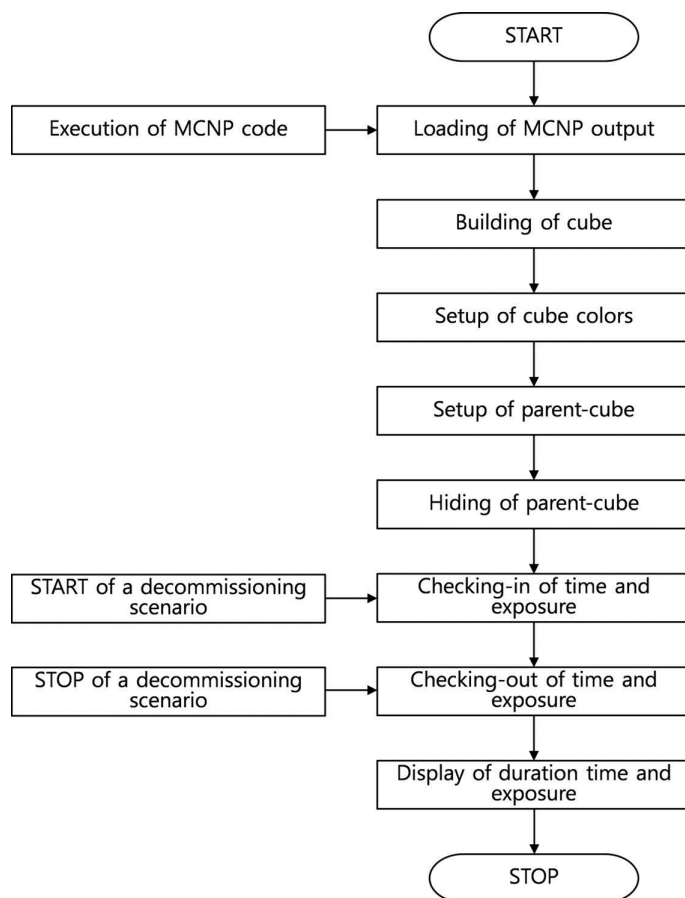 START
Execution of MCNP code
Loading of MCNP output
Building of cube
Setup of cube colors
Setup of parent-cube
Hiding of parent-cube
START of a decommissioning
scenario
Checking-in of time and
exposure
STOP of a decommissioning
scenario
Checking-out of time and
exposure
Display of duration time and
exposure
STOP